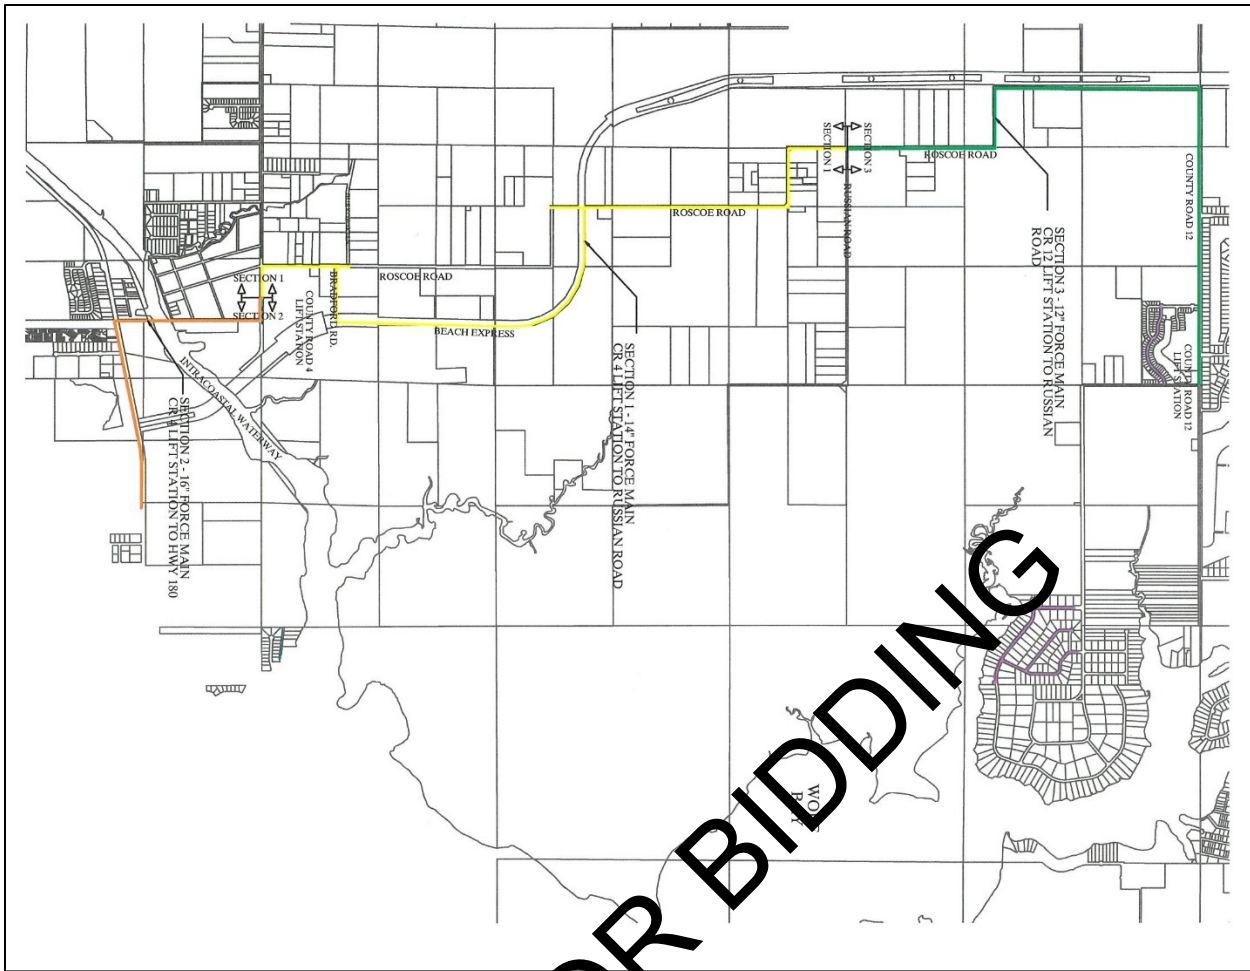 SECTION 1
SECTION 3
ROSCOE ROAD
RUSSIAN ROAD
COUNTY ROAD 12
ROSCOE ROAD
SECTION 3 - 12" FORCE MAIN
CR 12 LIFT STATION TO RUSSIAN
ROAD
SECTION 1
SECTION 2
ROSCOE ROAD
BRADFORD RD.
COUNTY ROAD 4
LIFT STATION
BEACH EXPRESS
COUNTY ROAD 12
LIFT STATION
SECTION 1 - 14" FORCE MAIN
CR 4 LIFT STATION TO RUSSIAN ROAD
INTRACOASTAL WATERWAY
SECTION 2 - 16" FORCE MAIN
CR 4 LIFT STATION TO HWY 180
BIDDING